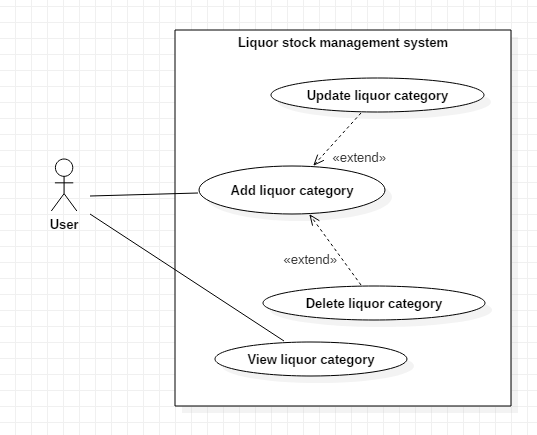 Liquor stock management system
Update liquor category
«extend»
Add liquor category
User
«extend»
Delete liquor category
View liquor category